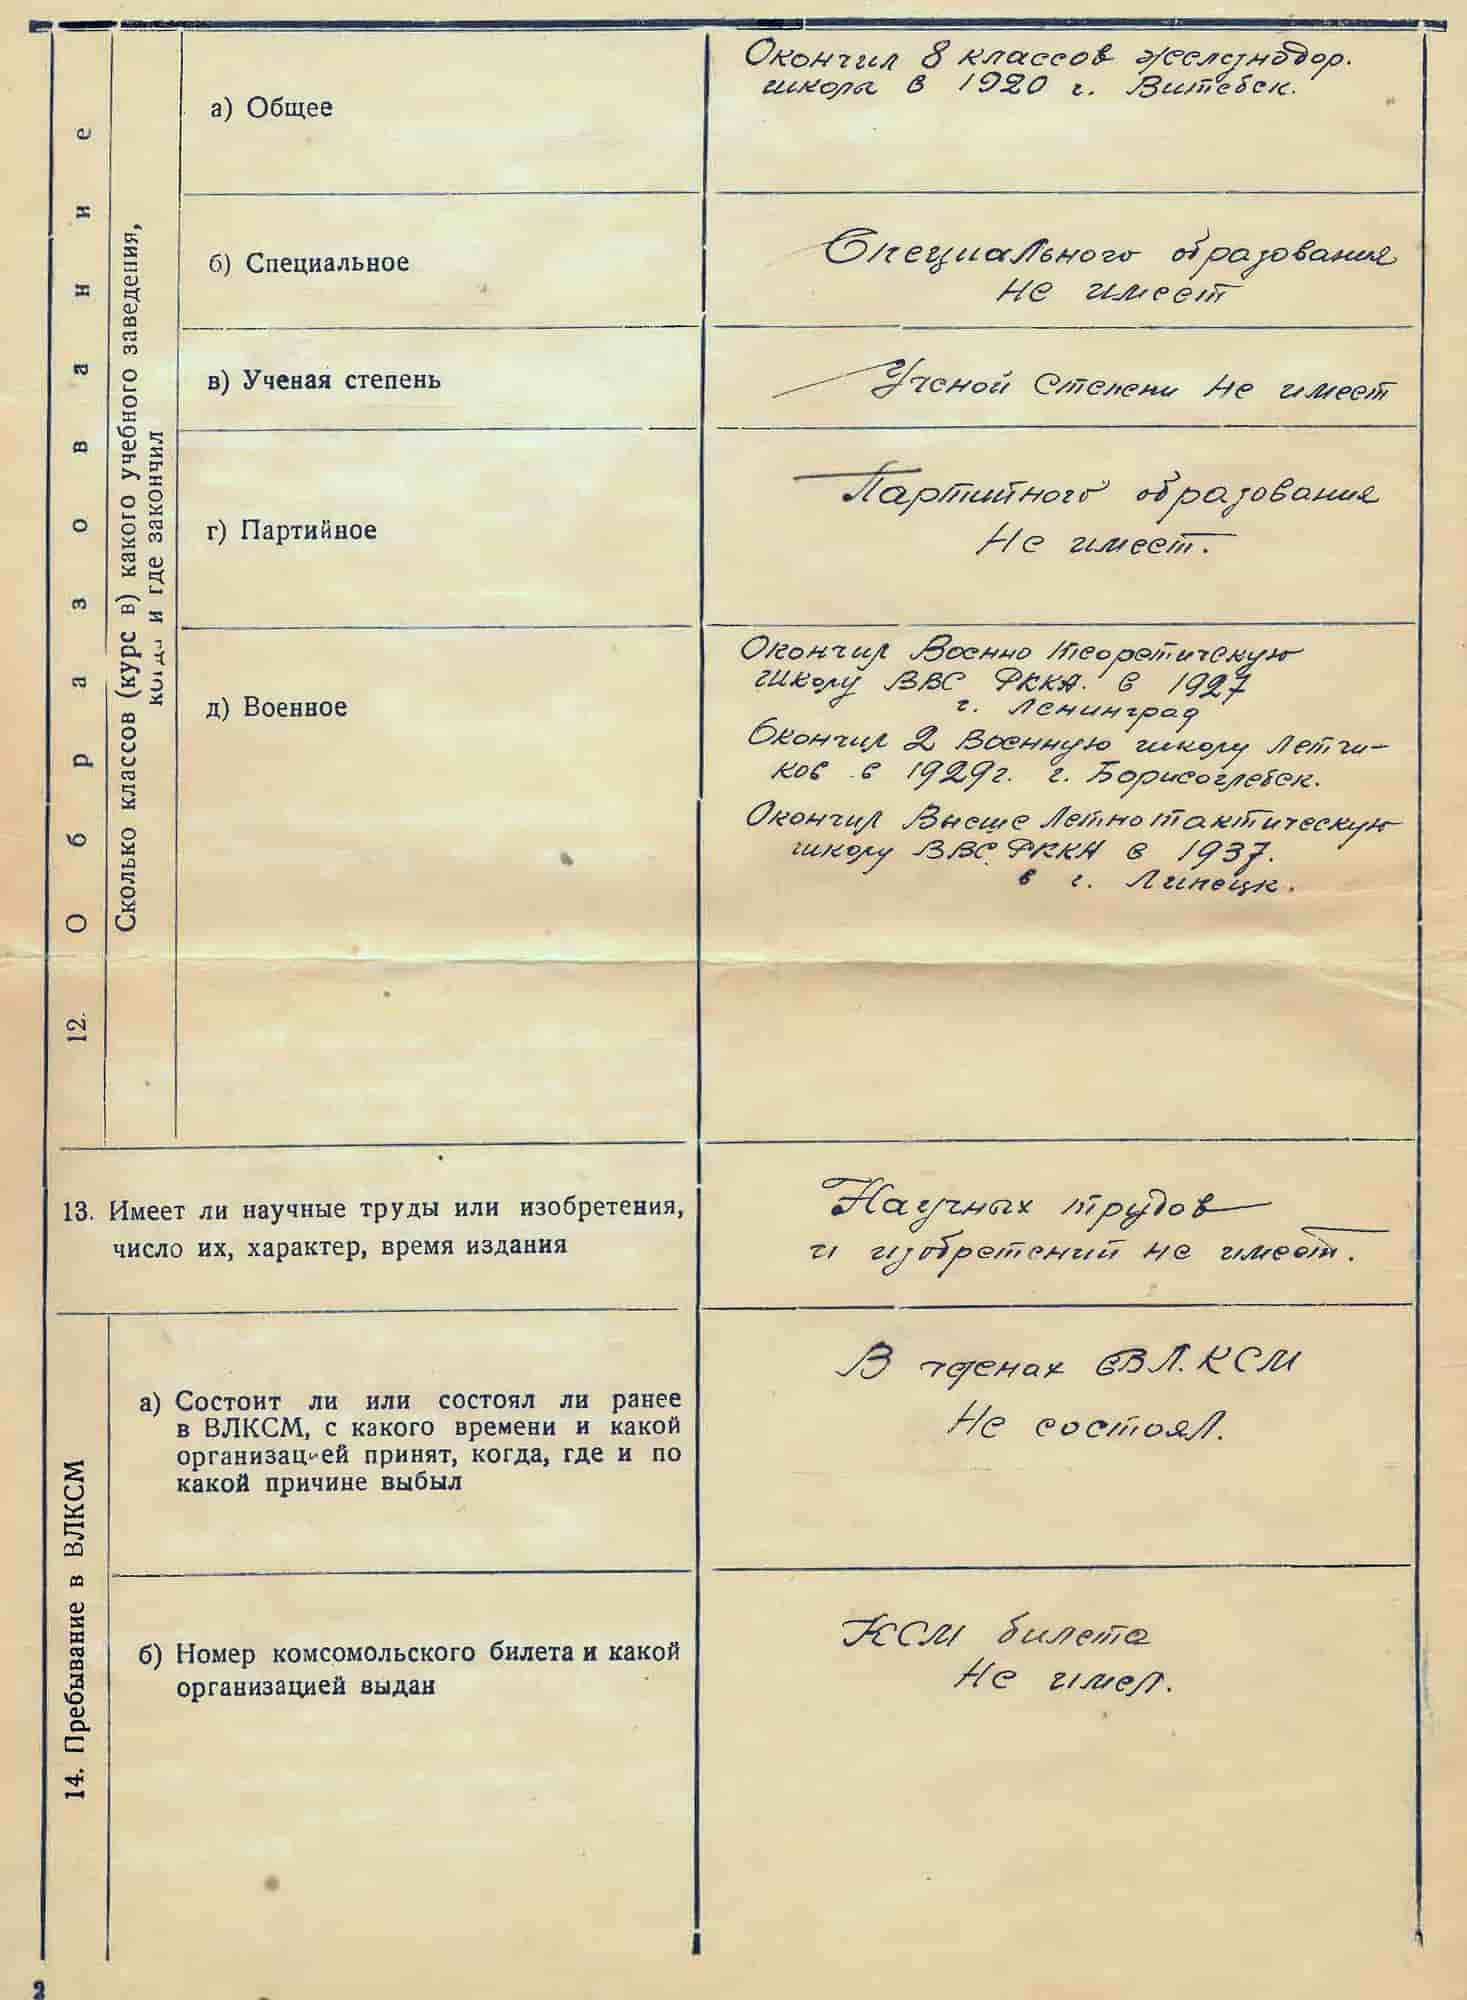 12. Образование
Сколько классов (курсов) какого учебного заведения,
когда и где закончил
а) Общее
Окончил 8 классов железнодор.
школа в 1920 г. Витебск.
б) Специальное
Специального образования
не имеет
в) Ученая степень
Ученой степени не имеет
г) Партийное
Партийного образования
Не имеет.
д) Военное
Окончил Военно теоретическую
школу ВВС РККА. в 1927
г. Ленинград
Окончил 2 Военную школу Летчи-
ков в 1929г. г. Борисоглебск.
Окончил Высше Летно тактическую
школу ВВС РККА в 1937.
в г. Липецк.
13. Имеет ли научные труды или изобретения,
число их, характер, время издания
Научных трудов
и изобретений не имеет.
14. Пребывание в ВЛКСМ
а) Состоит ли или состоял ли ранее
в ВЛКСМ, с какого времени и какой
организацией принят, когда, где и по
какой причине выбыл
В членах вВЛ.КСМ
Не состоял.
б) Номер комсомольского билета и какой
организацией выдан
КСМ билета
Не имел.
2